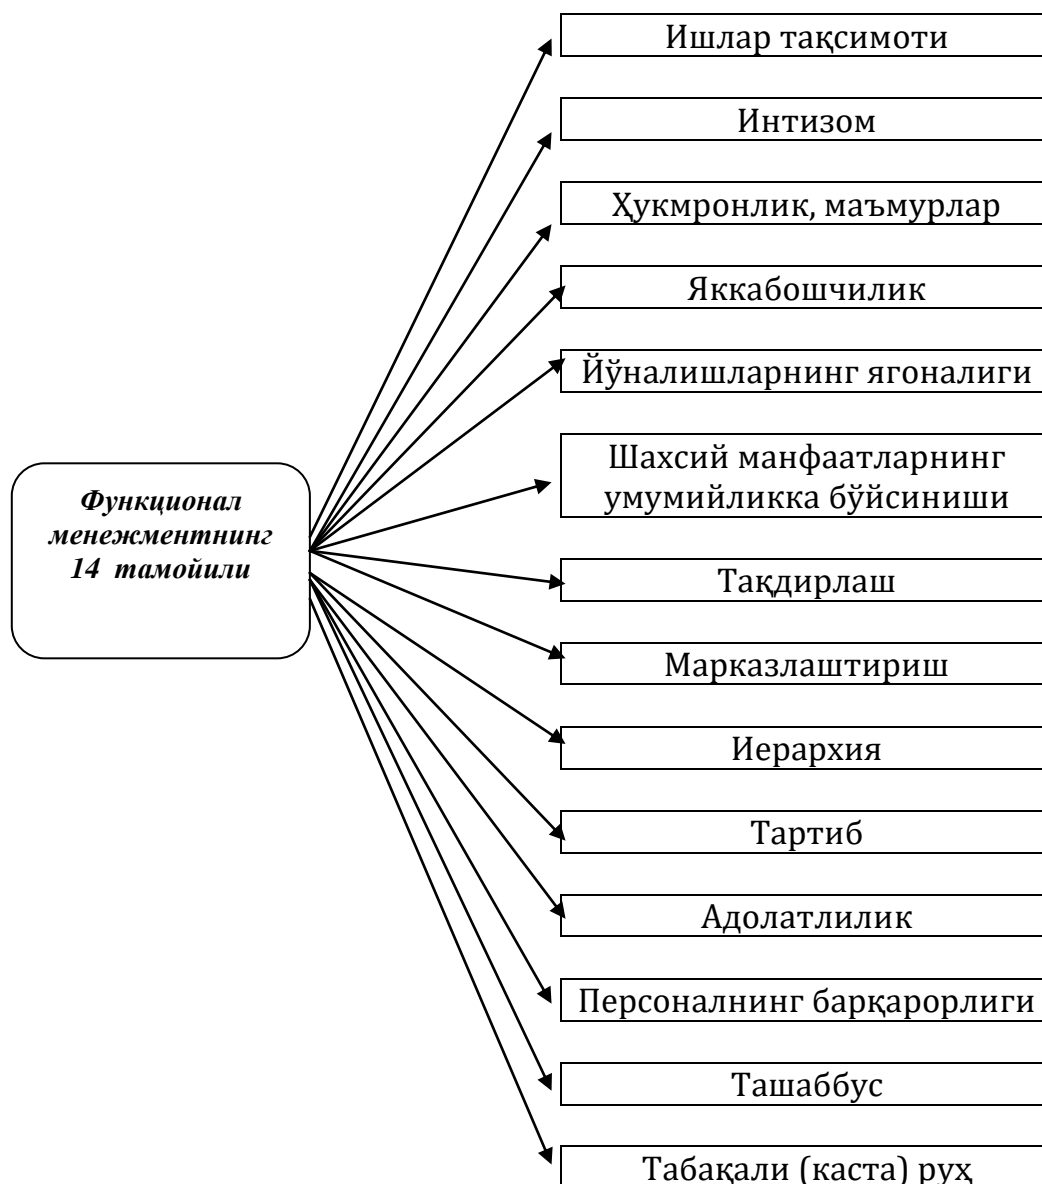 Ишлар тақсимоти
Интизом
Ҳукмронлик, маъмурлар
Яккабошчилик
Йўналишларнинг ягоналиги
Шахсий манфаатларнинг
умумийликка бўйсиниши
Функционал
менежментнинг
14 тамойили
Тақдирлаш
Марказлаштириш
Иерархия
Тартиб
Адолатлилик
Персоналнинг барқарорлиги
Ташаббус
Табақали (каста) руҳ